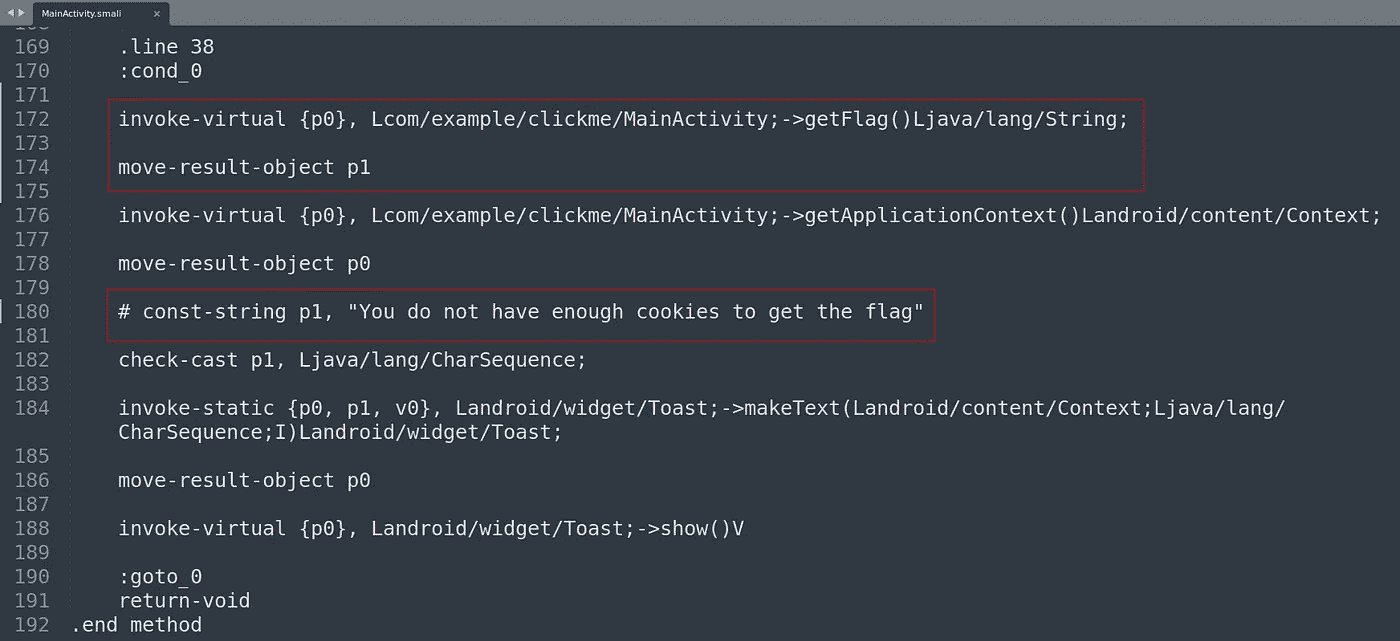 MainActivity.smali ×
169 .line 38
170 :cond_0
171
172 invoke-virtual {p0}, Lcom/example/clickme/MainActivity;->getFlag()Ljava/lang/String;
173
174 move-result-object p1
175
176 invoke-virtual {p0}, Lcom/example/clickme/MainActivity;->getApplicationContext()Landroid/content/Context;
177
178 move-result-object p0
179
180 # const-string p1, "You do not have enough cookies to get the flag"
181
182 check-cast p1, Ljava/lang/CharSequence;
183
184 invoke-static {p0, p1, v0}, Landroid/widget/Toast;->makeText(Landroid/content/Context;Ljava/lang/
CharSequence;I)Landroid/widget/Toast;
185
186 move-result-object p0
187
188 invoke-virtual {p0}, Landroid/widget/Toast;->show()V
189
190 :goto_0
191 return-void
192 .end method